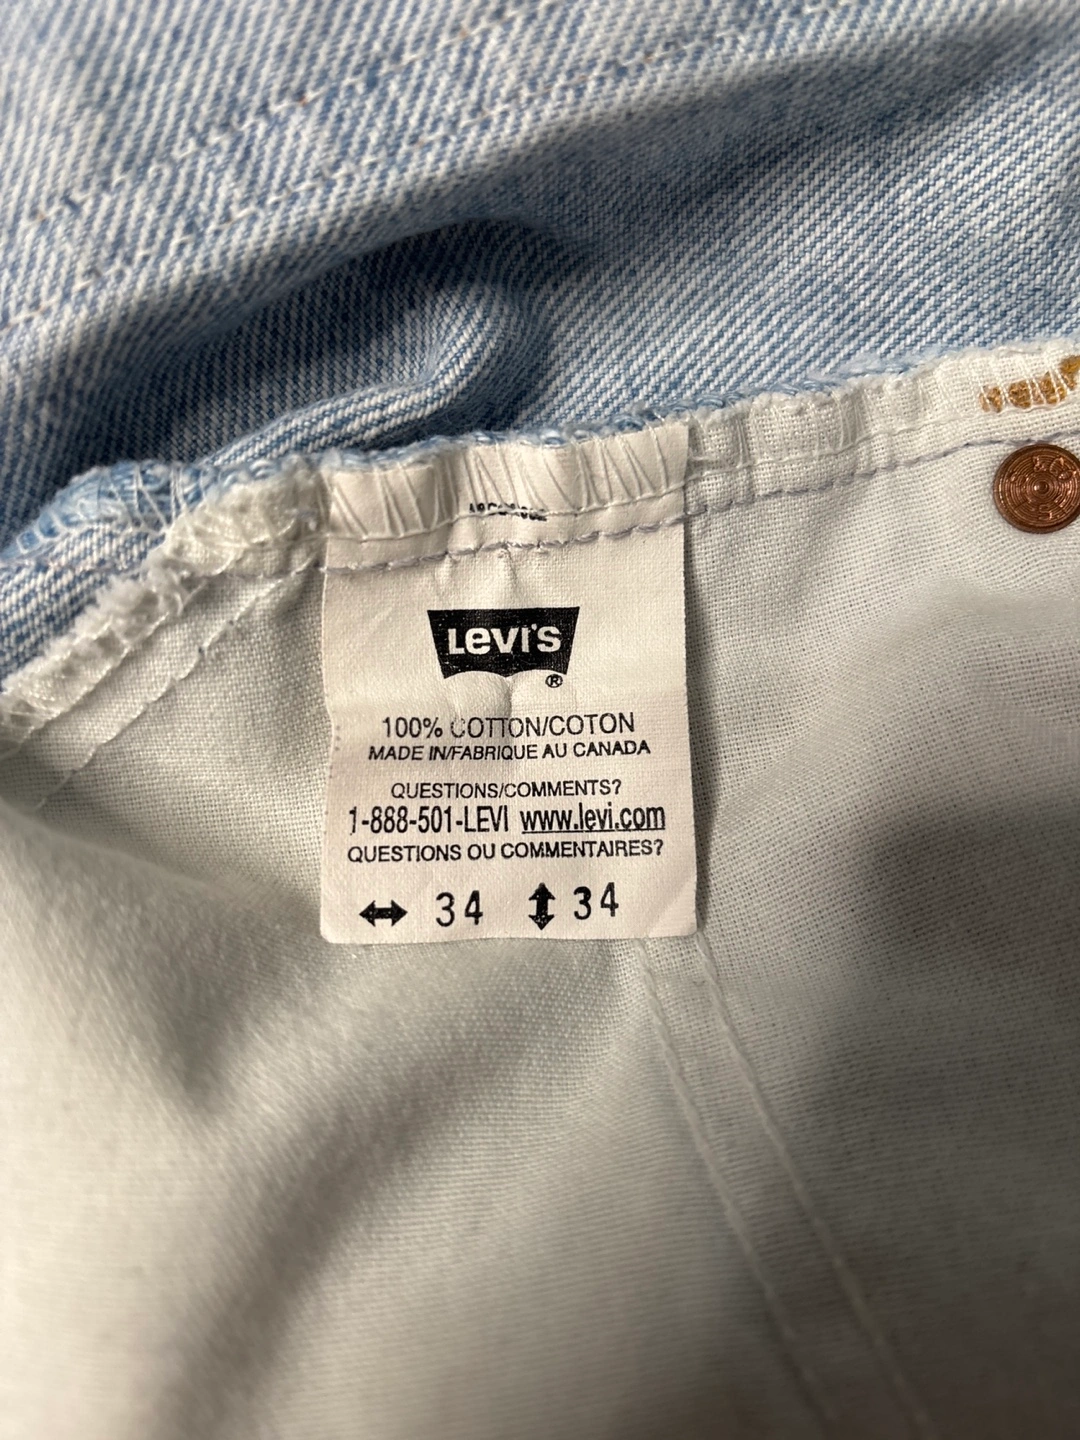 LEVI'S
®
100% COTTON/COTON
MADE IN/FABRIQUE AU CANADA
QUESTIONS/COMMENTS?
1-888-501-LEVI www.levi.com
QUESTIONS OU COMMENTAIRES?
↔ 34 ↕ 34